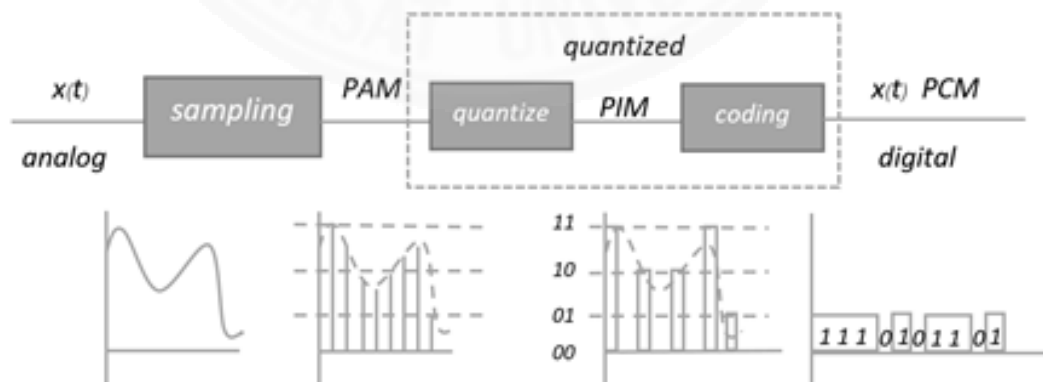 quantized
x(t) PAM PIM x(t) PCM
sampling quantize coding
analog digital
11
10
01
00
1 1 1 0 1 0 1 1 0 1